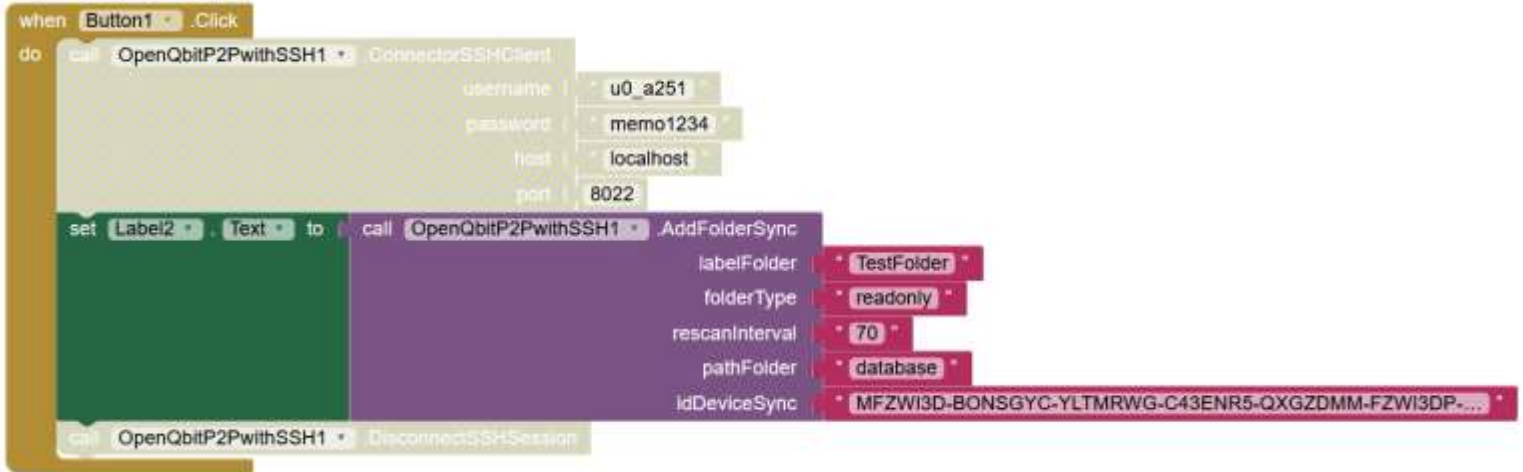 when Button1 .Click
do call OpenQbitP2PwithSSH1 .ConnectorSSHClient
username " u0_a251 "
password " memo1234 "
host " localhost "
port 8022
set Label2 . Text to call OpenQbitP2PwithSSH1 .AddFolderSync
labelFolder " TestFolder "
folderType " readonly "
rescanInterval " 70 "
pathFolder " database "
idDeviceSync " MFZWI3D-BONSGYC-YLTMRWG-C43ENR5-QXGZDMM-FZWI3DP-... "
call OpenQbitP2PwithSSH1 .DisconnectSSHSession